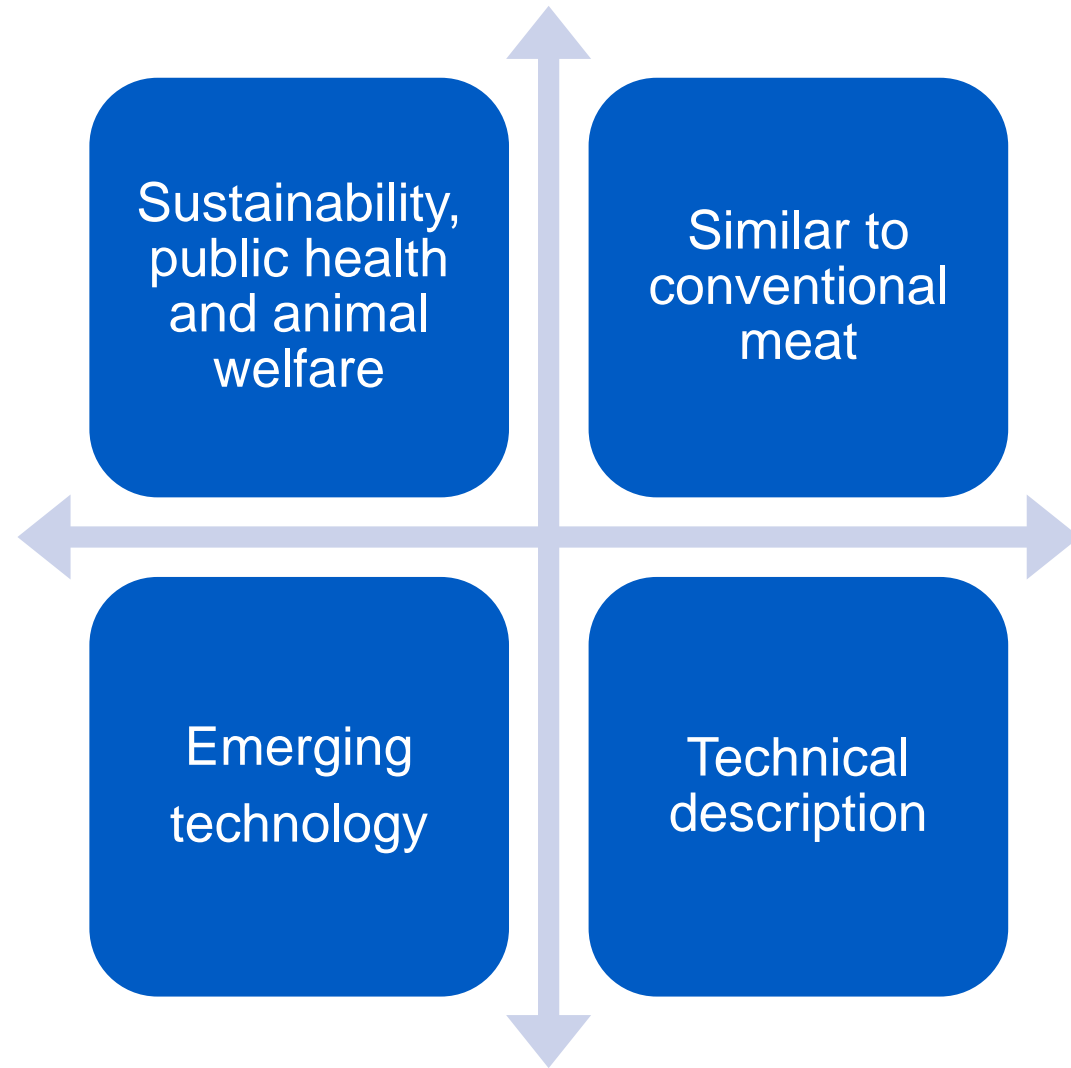 Sustainability,
public health
and animal
welfare
Similar to
conventional
meat
Emerging
technology
Technical
description